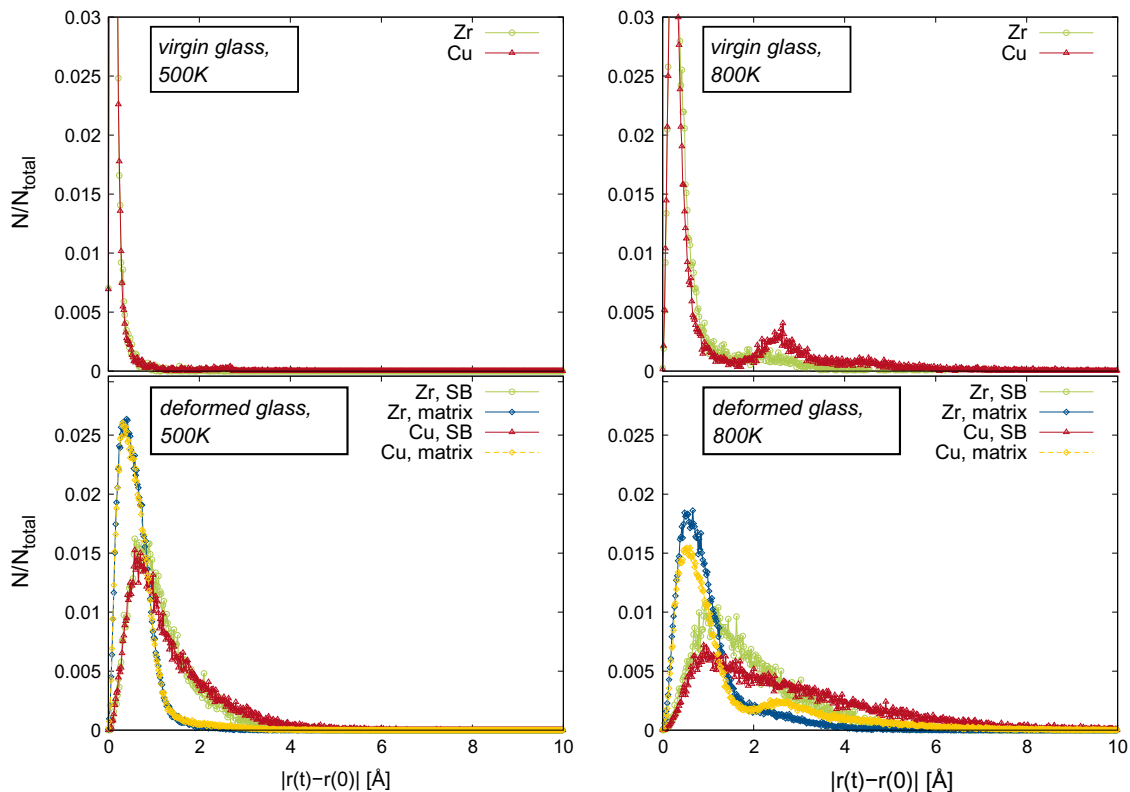 0.03
0.025
0.02
0.015
0.01
0.005
0
N/N_total
virgin glass,
500K
Zr
Cu
0.03
0.025
0.02
0.015
0.01
0.005
0
virgin glass,
800K
Zr
Cu
0.025
0.02
0.015
0.01
0.005
0
N/N_total
deformed glass,
500K
Zr, SB
Zr, matrix
Cu, SB
Cu, matrix
0 2 4 6 8 10
|r(t)−r(0)| [Å]
0.025
0.02
0.015
0.01
0.005
0
deformed glass,
800K
Zr, SB
Zr, matrix
Cu, SB
Cu, matrix
0 2 4 6 8 10
|r(t)−r(0)| [Å]